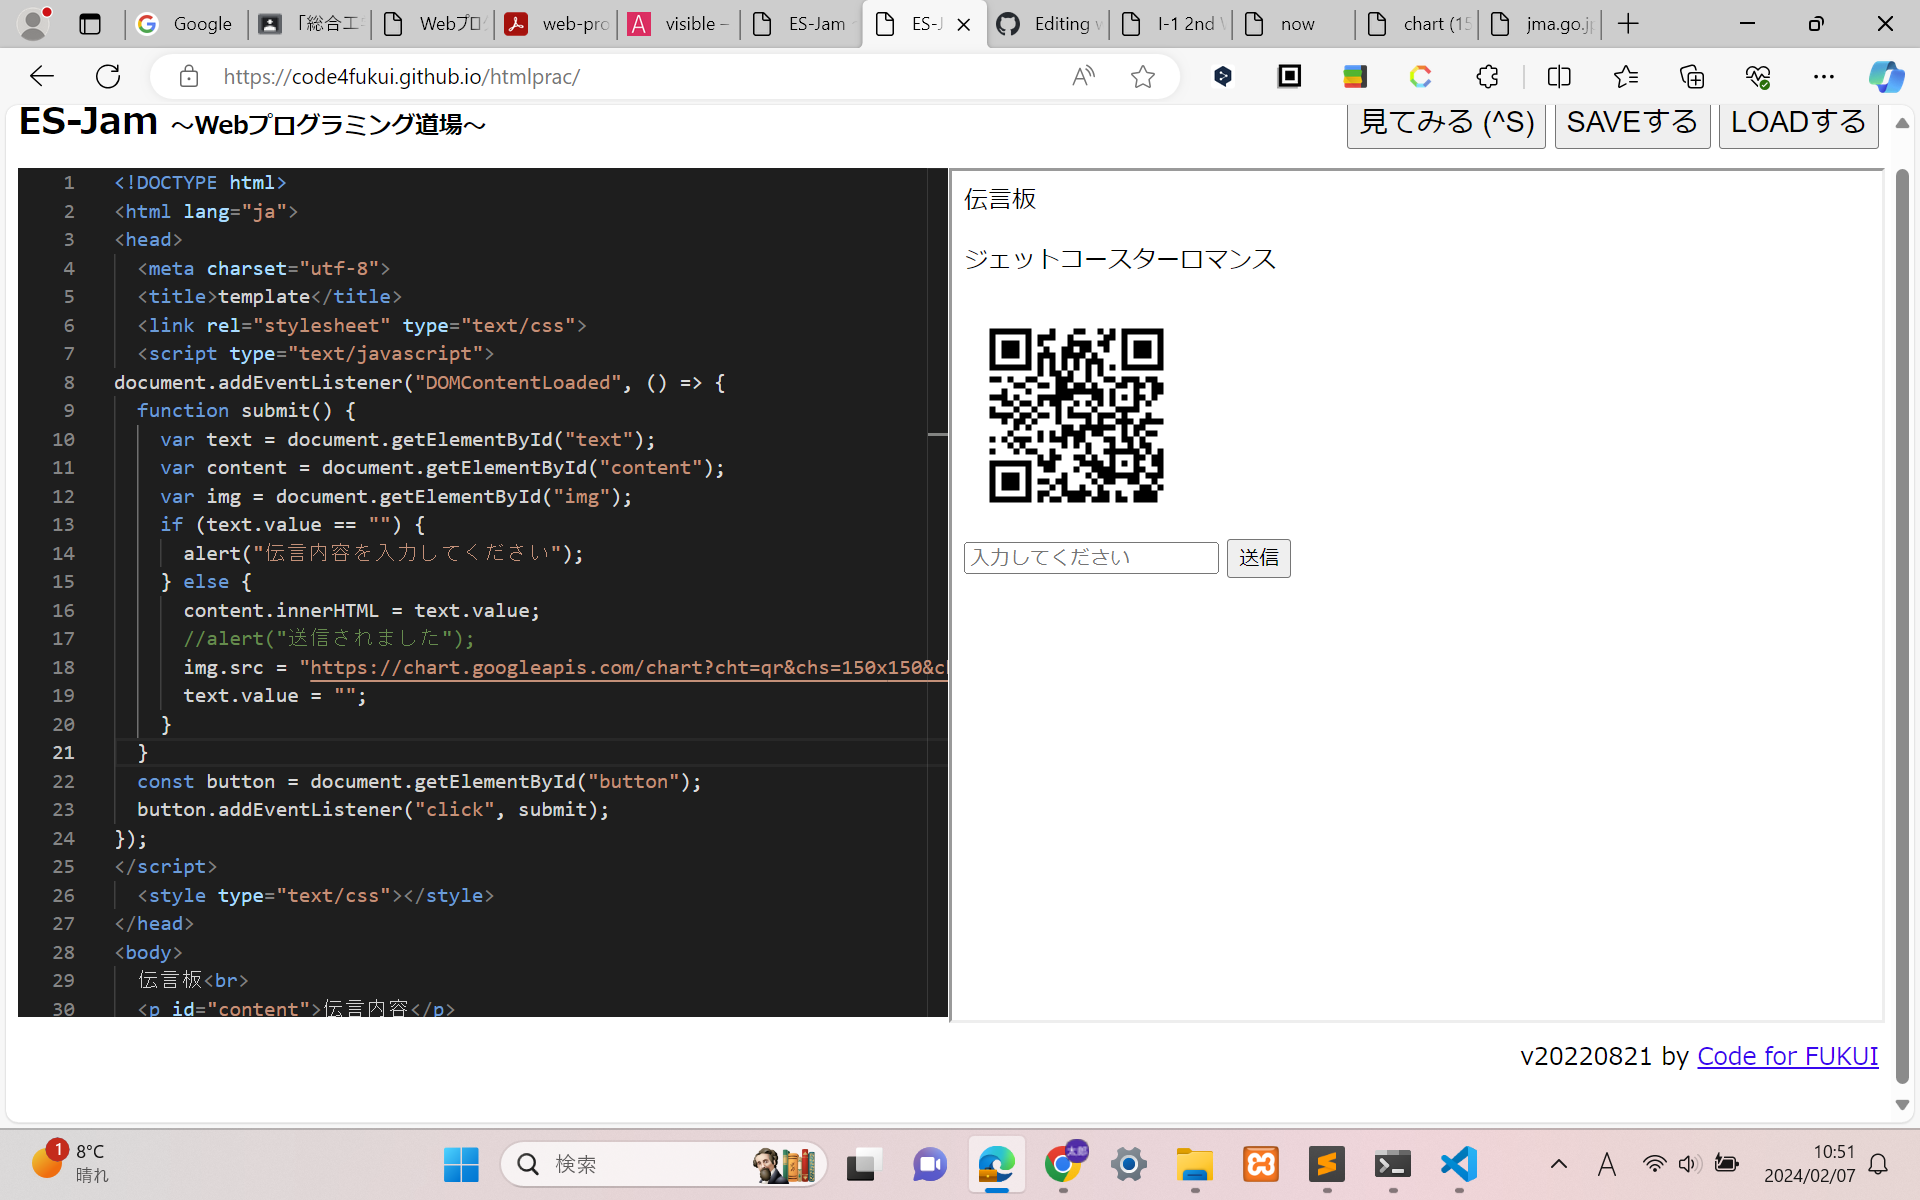 Google
「総合工
Webプロ
web-pro
visible –
ES-Jam
ES-J
Editing w
I-1 2nd
now
chart (15
jma.go.jp
https://code4fukui.github.io/htmlprac/
ES-Jam ～Webプログラミング道場～
見てみる (^S)
SAVEする
LOADする
1 <!DOCTYPE html>
2 <html lang="ja">
3 <head>
4 <meta charset="utf-8">
5 <title>template</title>
6 <link rel="stylesheet" type="text/css">
7 <script type="text/javascript">
8 document.addEventListener("DOMContentLoaded", () => {
9 function submit() {
10 var text = document.getElementById("text");
11 var content = document.getElementById("content");
12 var img = document.getElementById("img");
13 if (text.value == "") {
14 alert("伝言内容を入力してください");
15 } else {
16 content.innerHTML = text.value;
17 //alert("送信されました");
18 img.src = "https://chart.googleapis.com/chart?cht=qr&chs=150x150&c
19 text.value = "";
20 }
21 }
22 const button = document.getElementById("button");
23 button.addEventListener("click", submit);
24 });
25 </script>
26 <style type="text/css"></style>
27 </head>
28 <body>
29 伝言板<br>
30 <p id="content">伝言内容</p>
伝言板
ジェットコースターロマンス
入力してください
送信
v20220821 by Code for FUKUI
1
8°C
晴れ
検索
太郎
A
10:51
2024/02/07